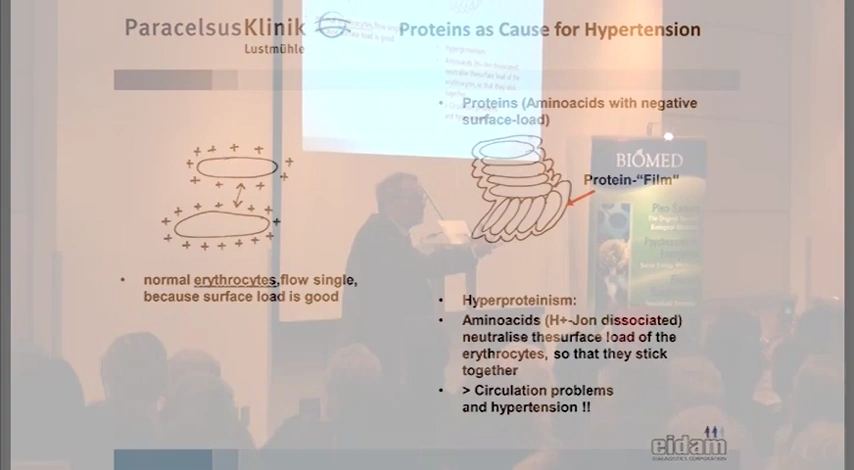 ParacelsusKlinik
Lustmühle
Proteins as Cause for Hypertension
Proteins (Aminoacids with negative
surface-load)
Protein-“Film“
normal erythrocytes,flow single,
because surface load is good
Hyperproteinism:
Aminoacids (H+-Jon dissociated)
neutralise thesurface load of the
erythrocytes, so that they stick
together
> Circulation problems
and hypertension !!
BIOMED
eidam
DIAGNOSTICS CORPORATION